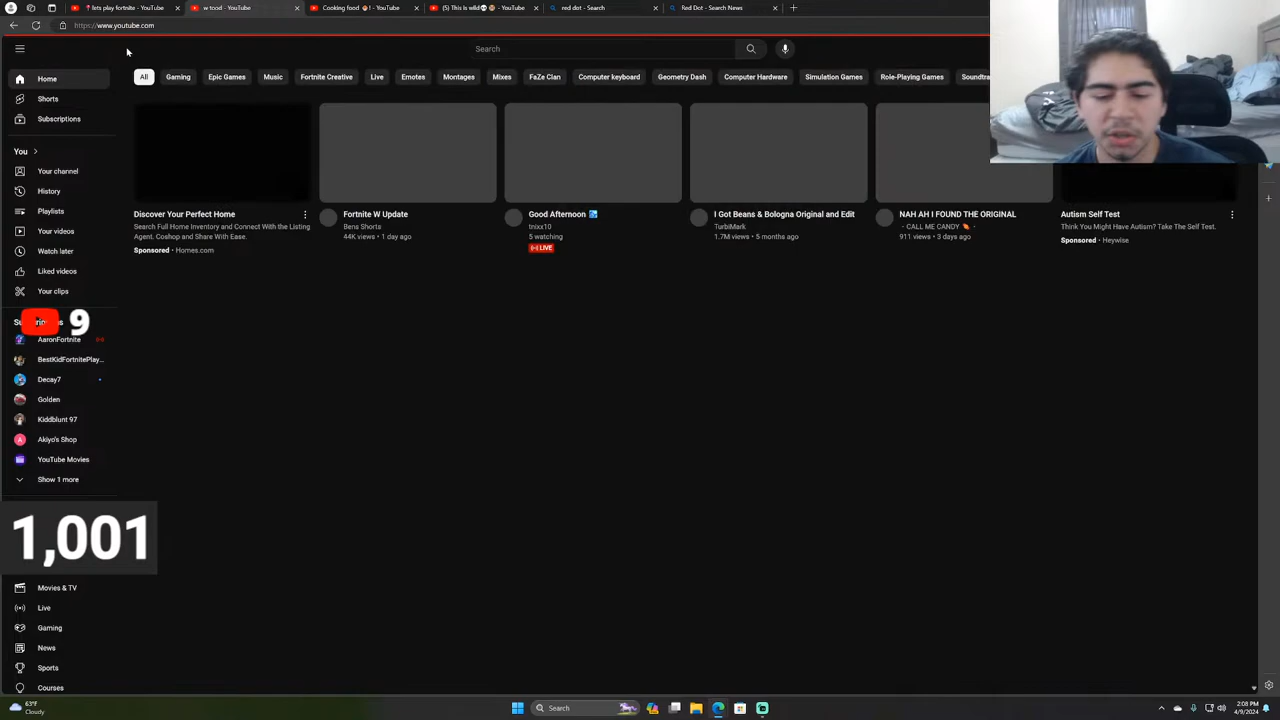 lets play fortnite - YouTube
w tood - YouTube
Cooking food ! - YouTube
(5) This is wild - YouTube
red dot - Search
Red Dot - Search News
https://www.youtube.com
Search
Home
Shorts
Subscriptions
You
Your channel
History
Playlists
Your videos
Watch later
Liked videos
Your clips
9
AaronFortnite
BestKidFortnitePlay...
Decay7
Golden
Kiddblunt 97
Akiyo's Shop
YouTube Movies
Show 1 more
1,001
Movies & TV
Live
Gaming
News
Sports
Courses
All
Gaming
Epic Games
Music
Fortnite Creative
Live
Emotes
Montages
Mixes
FaZe Clan
Computer keyboard
Geometry Dash
Computer Hardware
Simulation Games
Role-Playing Games
Soundtra
Discover Your Perfect Home
Search Full Home Inventory and Connect With the Listing
Agent. Coshop and Share With Ease.
Sponsored · Homes.com
Fortnite W Update
Bens Shorts
44K views • 1 day ago
Good Afternoon
tnixx10
5 watching
LIVE
I Got Beans & Bologna Original and Edit
TurbiMark
1.7M views • 5 months ago
NAH AH I FOUND THE ORIGINAL
- CALL ME CANDY -
911 views • 3 days ago
Autism Self Test
Think You Might Have Autism? Take The Self Test.
Sponsored · Heywise
63°F
Cloudy
Search
2:08 PM
4/9/2024